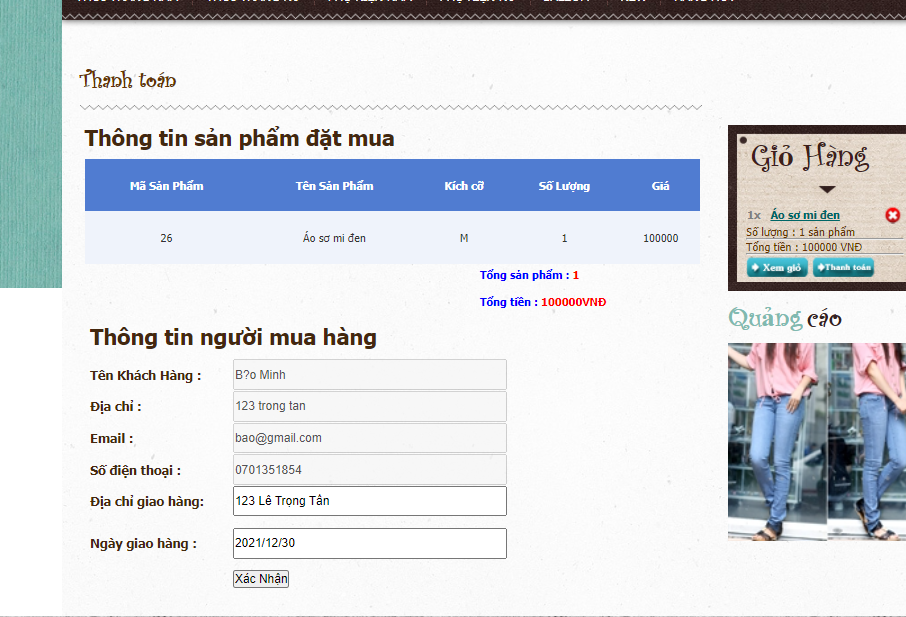 Thanh toán
Thông tin sản phẩm đặt mua
Mã Sản Phẩm Tên Sản Phẩm Kích cỡ Số Lượng Giá
26 Áo sơ mi đen M 1 100000
Tổng sản phẩm : 1
Tổng tiền : 100000VNĐ
Thông tin người mua hàng
Tên Khách Hàng : B?o Minh
Địa chỉ : 123 trong tan
Email : bao@gmail.com
Số điện thoại : 0701351854
Địa chỉ giao hàng: 123 Lê Trọng Tân
Ngày giao hàng : 2021/12/30
Xác Nhận
Giỏ Hàng
1x Áo sơ mi đen
Số lượng : 1 sản phẩm
Tổng tiền : 100000 VNĐ
Xem giỏ Thanh toán
Quảng cáo